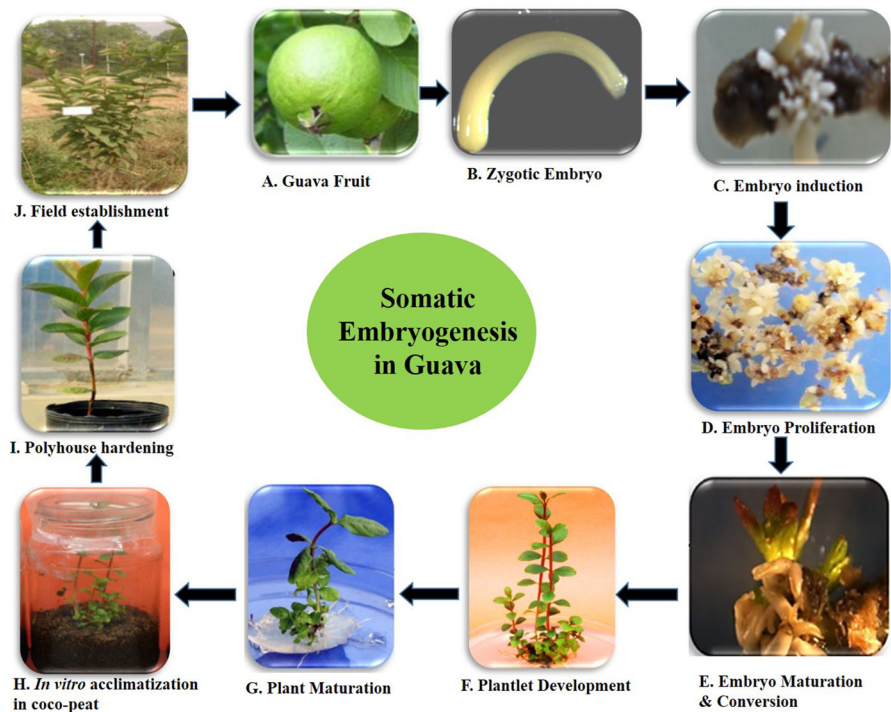 A. Guava Fruit
B. Zygotic Embryo
C. Embryo induction
J. Field establishment
Somatic
Embryogenesis
in Guava
D. Embryo Proliferation
I. Polyhouse hardening
E. Embryo Maturation
& Conversion
F. Plantlet Development
G. Plant Maturation
H. In vitro acclimatization
in coco-peat